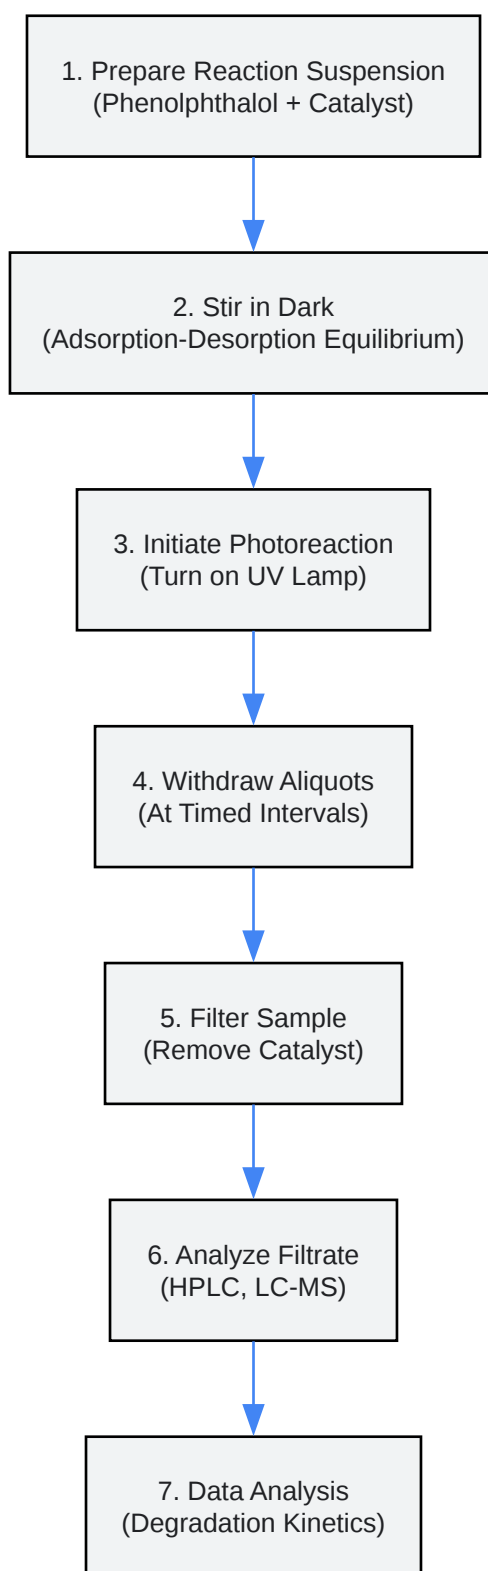 1. Prepare Reaction Suspension
(Phenolphthalol + Catalyst)
2. Stir in Dark
(Adsorption-Desorption Equilibrium)
3. Initiate Photoreaction
(Turn on UV Lamp)
4. Withdraw Aliquots
(At Timed Intervals)
5. Filter Sample
(Remove Catalyst)
6. Analyze Filtrate
(HPLC, LC-MS)
7. Data Analysis
(Degradation Kinetics)